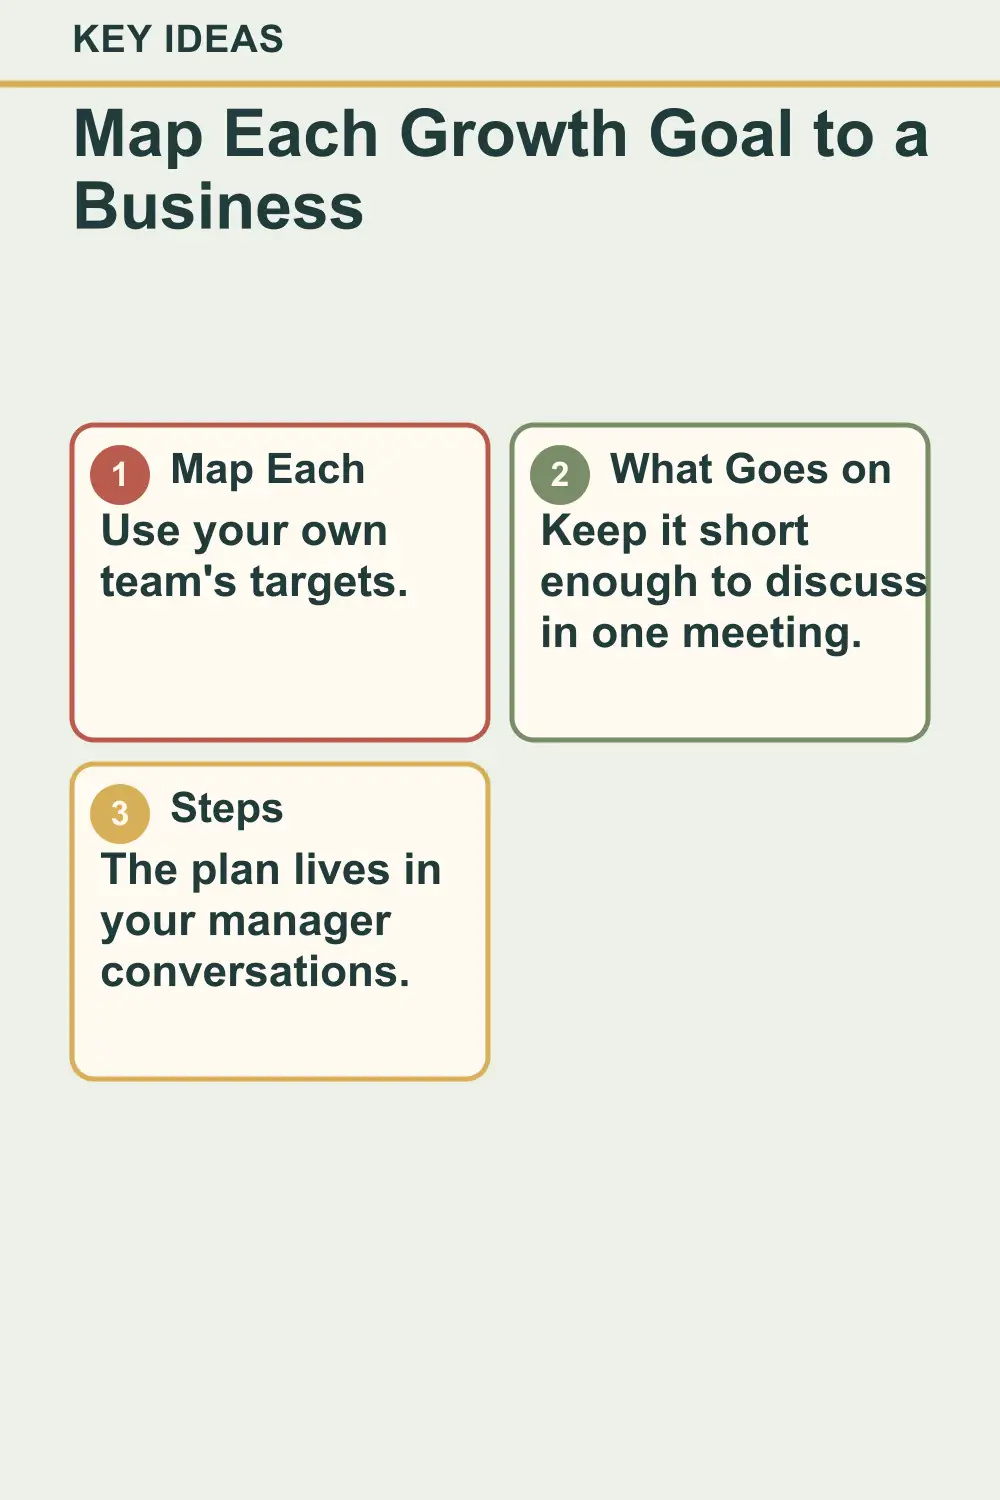 KEY IDEAS
Map Each Growth Goal to a
Business
1 Map Each
Use your own
team's targets.
2 What Goes on
Keep it short
enough to discuss
in one meeting.
3 Steps
The plan lives in
your manager
conversations.